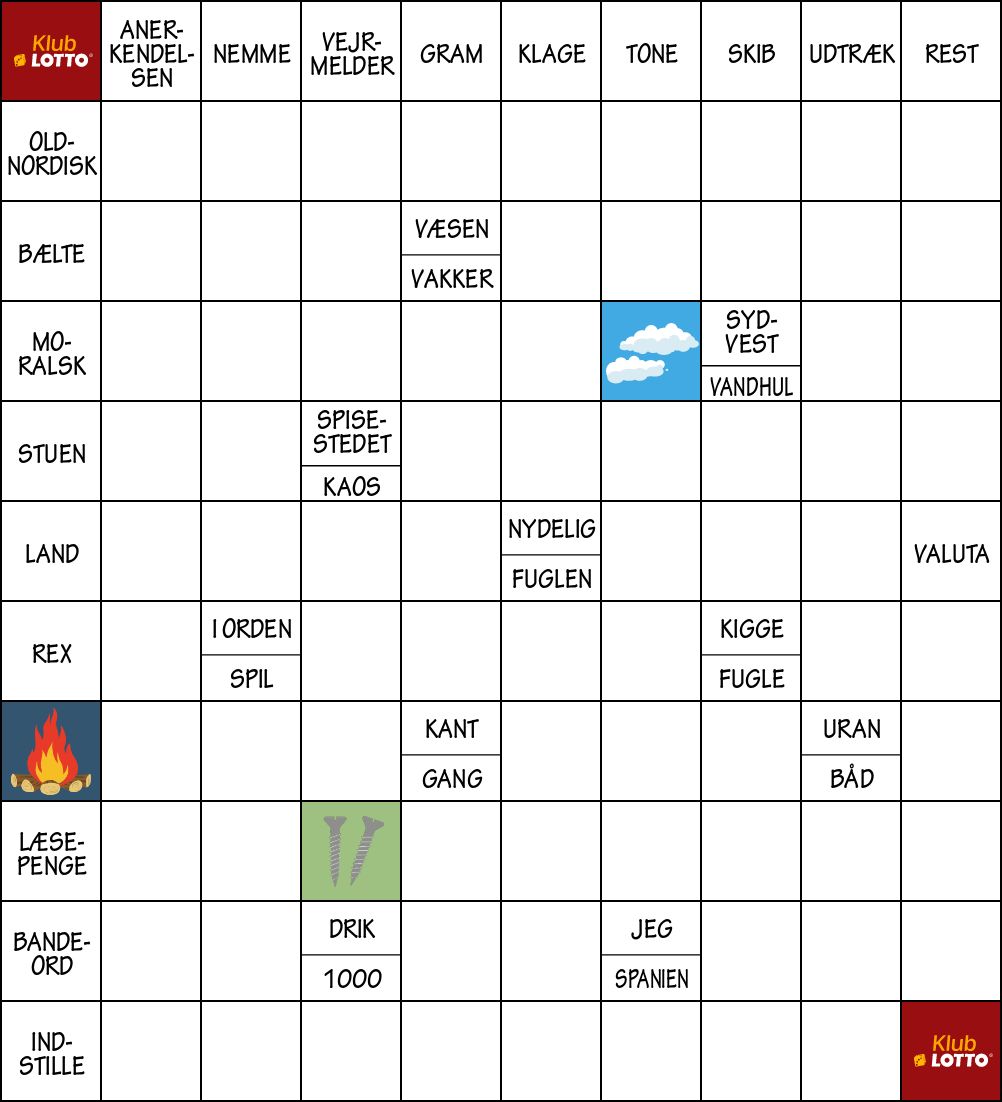 Klub
LOTTO
ANER-
KENDEL-
SEN
NEMME
VEJR-
MELDER
GRAM
KLAGE
TONE
SKIB
UDTRÆK
REST
OLD-
NORDISK
BÆLTE
VÆSEN
VAKKER
MO-
RALSK
SYD-
VEST
VANDHUL
STUEN
SPISE-
STEDET
KAOS
LAND
NYDELIG
FUGLEN
VALUTA
REX
I ORDEN
SPIL
KIGGE
FUGLE
KANT
GANG
URAN
BÅD
LÆSE-
PENGE
BANDE-
ORD
DRIK
1000
JEG
SPANIEN
IND-
STILLE
Klub
LOTTO